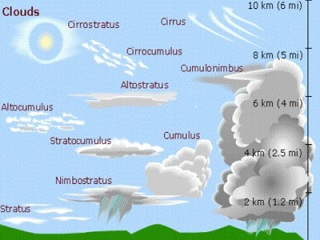 Clouds
10 km (6 mi)
Cirrostratus
Cirrus
Cirrocumulus
8 km (5 mi)
Cumulonimbus
Altostratus
6 km (4 mi)
Altocumulus
Stratocumulus
Cumulus
4 km (2.5 mi)
Nimbostratus
2 km (1.2 mi)
Stratus